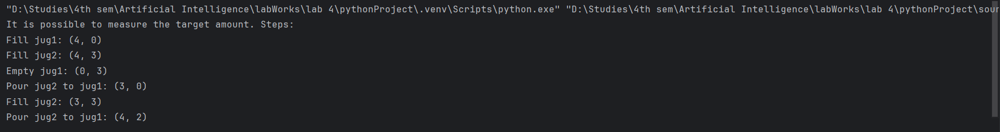 "D:\Studies\4th sem\Artificial Intelligence\labWorks\lab 4\pythonProject\.venv\Scripts\python.exe" "D:\Studies\4th sem\Artificial Intelligence\labWorks\lab 4\pythonProject\sour
It is possible to measure the target amount. Steps:
Fill jug1: (4, 0)
Fill jug2: (4, 3)
Empty jug1: (0, 3)
Pour jug2 to jug1: (3, 0)
Fill jug2: (3, 3)
Pour jug2 to jug1: (4, 2)